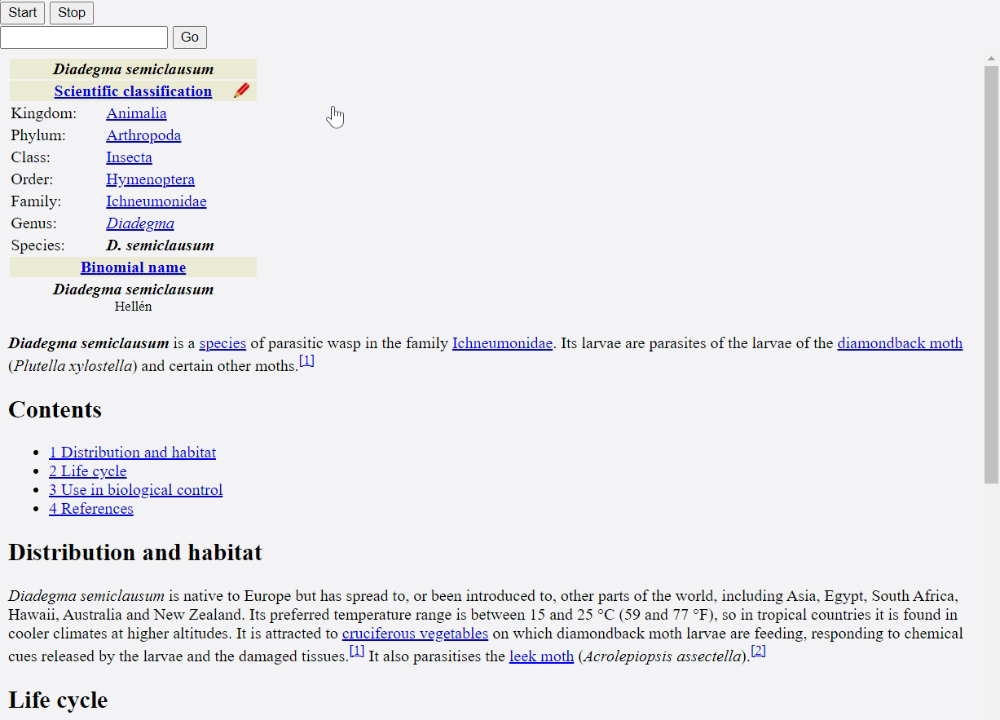 Start Stop
Go
Diadegma semiclausum
Scientific classification
Kingdom: Animalia
Phylum: Arthropoda
Class: Insecta
Order: Hymenoptera
Family: Ichneumonidae
Genus: Diadegma
Species: D. semiclausum
Binomial name
Diadegma semiclausum
Hellén
Diadegma semiclausum is a species of parasitic wasp in the family Ichneumonidae. Its larvae are parasites of the larvae of the diamondback moth
(Plutella xylostella) and certain other moths.[1]
Contents
1 Distribution and habitat
2 Life cycle
3 Use in biological control
4 References
Distribution and habitat
Diadegma semiclausum is native to Europe but has spread to, or been introduced to, other parts of the world, including Asia, Egypt, South Africa,
Hawaii, Australia and New Zealand. Its preferred temperature range is between 15 and 25 °C (59 and 77 °F), so in tropical countries it is found in
cooler climates at higher altitudes. It is attracted to cruciferous vegetables on which diamondback moth larvae are feeding, responding to chemical
cues released by the larvae and the damaged tissues.[1] It also parasitises the leek moth (Acrolepiopsis assectella).[2]
Life cycle